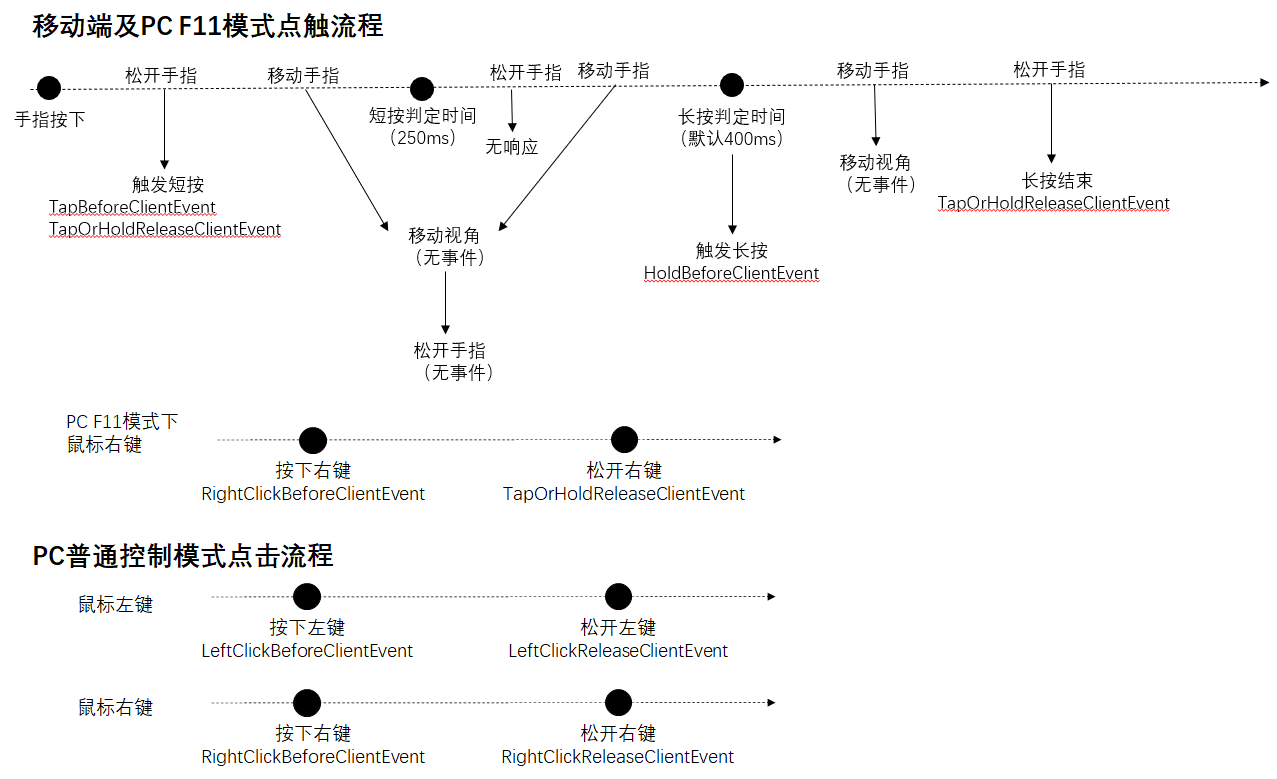 移动端及PC F11模式点触流程
松开手指
移动手指
松开手指
移动手指
移动手指
松开手指
手指按下
短按判定时间
（250ms）
无响应
长按判定时间
（默认400ms）
移动视角
（无事件）
触发短按
TapBeforeClientEvent
TapOrHoldReleaseClientEvent
长按结束
TapOrHoldReleaseClientEvent
移动视角
（无事件）
触发长按
HoldBeforeClientEvent
松开手指
（无事件）
PC F11模式下
鼠标右键
按下右键
RightClickBeforeClientEvent
松开右键
TapOrHoldReleaseClientEvent
PC普通控制模式点击流程
鼠标左键
按下左键
LeftClickBeforeClientEvent
松开左键
LeftClickReleaseClientEvent
鼠标右键
按下右键
RightClickBeforeClientEvent
松开右键
RightClickReleaseClientEvent